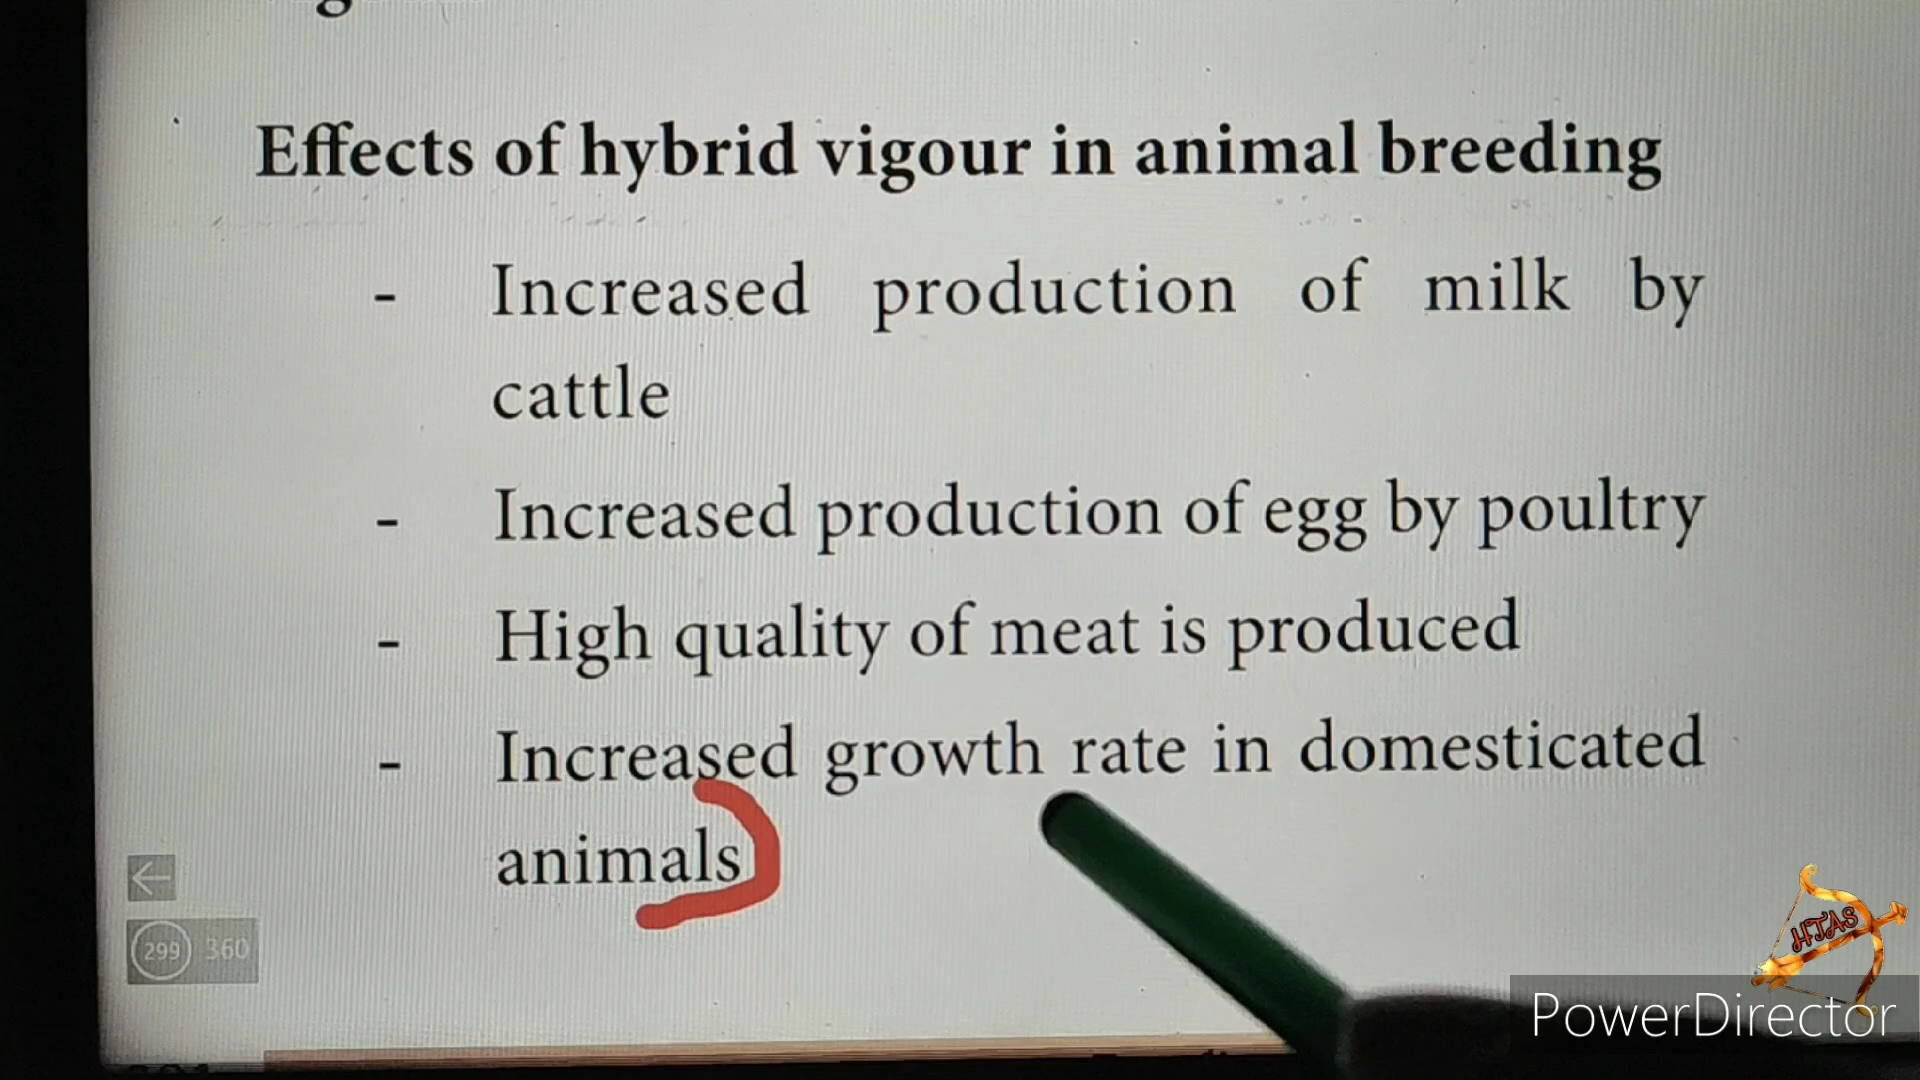 Effects of hybrid vigour in animal breeding
- Increased production of milk by
cattle
- Increased production of egg by poultry
- High quality of meat is produced
- Increased growth rate in domesticated
animals
299 360
HTAS
PowerDirector